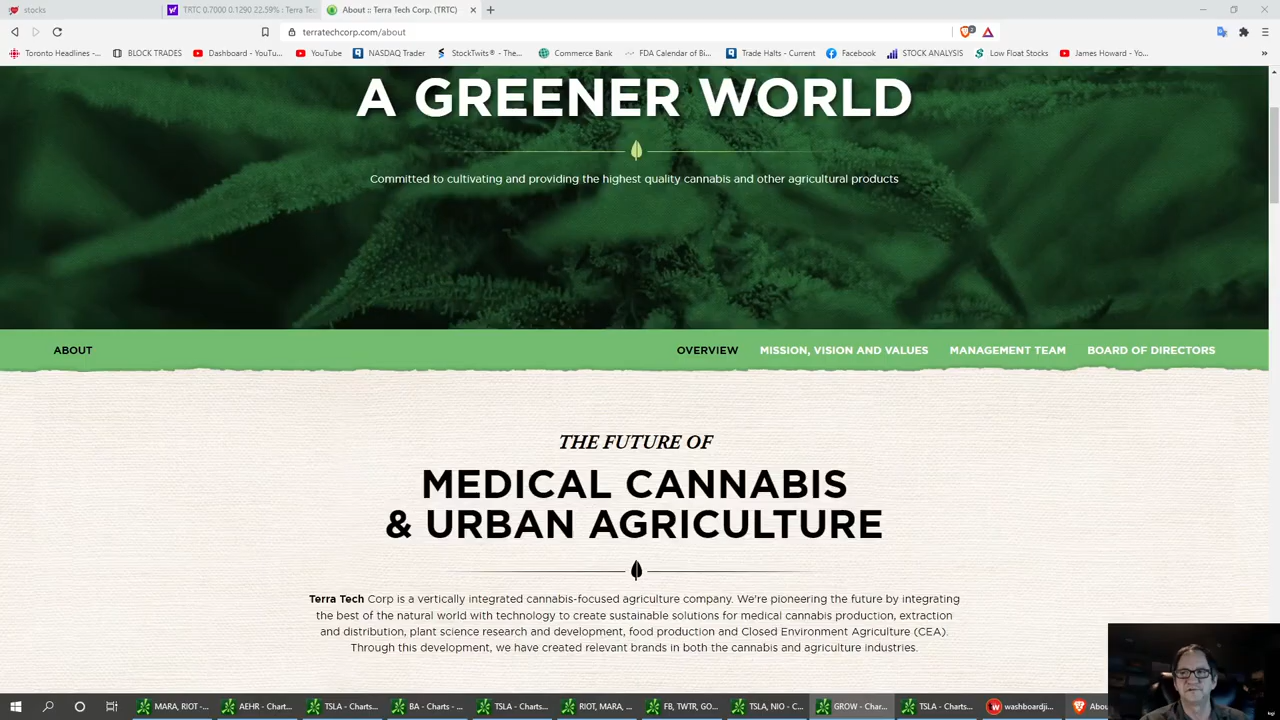 stocks
TRTC 0.7000 0.1290 22.59% : Terra Tec
About :: Terra Tech Corp. (TRTC)
terratechcorp.com/about
Toronto Headlines -...
BLOCK TRADES
Dashboard - YouTu...
YouTube
NASDAQ Trader
StockTwits® - The...
Commerce Bank
FDA Calendar of Bi...
Trade Halts - Current
Facebook
STOCK ANALYSIS
Low Float Stocks
James Howard - Yo...
A GREENER WORLD
Committed to cultivating and providing the highest quality cannabis and other agricultural products
ABOUT
OVERVIEW
MISSION, VISION AND VALUES
MANAGEMENT TEAM
BOARD OF DIRECTORS
THE FUTURE OF
MEDICAL CANNABIS
& URBAN AGRICULTURE
Terra Tech Corp is a vertically integrated cannabis-focused agriculture company. We're pioneering the future by integrating
the best of the natural world with technology to create sustainable solutions for medical cannabis production, extraction
and distribution, plant science research and development, food production and Closed Environment Agriculture (CEA).
Through this development, we have created relevant brands in both the cannabis and agriculture industries.
MARA, RIOT -...
AEHR - Chart...
TSLA - Charts...
BA - Charts - ...
TSLA - Charts...
RIOT, MARA, ...
FB, TWTR, GO...
TSLA, NIO - C...
GROW - Char...
TSLA - Charts...
washboardji...
Abou